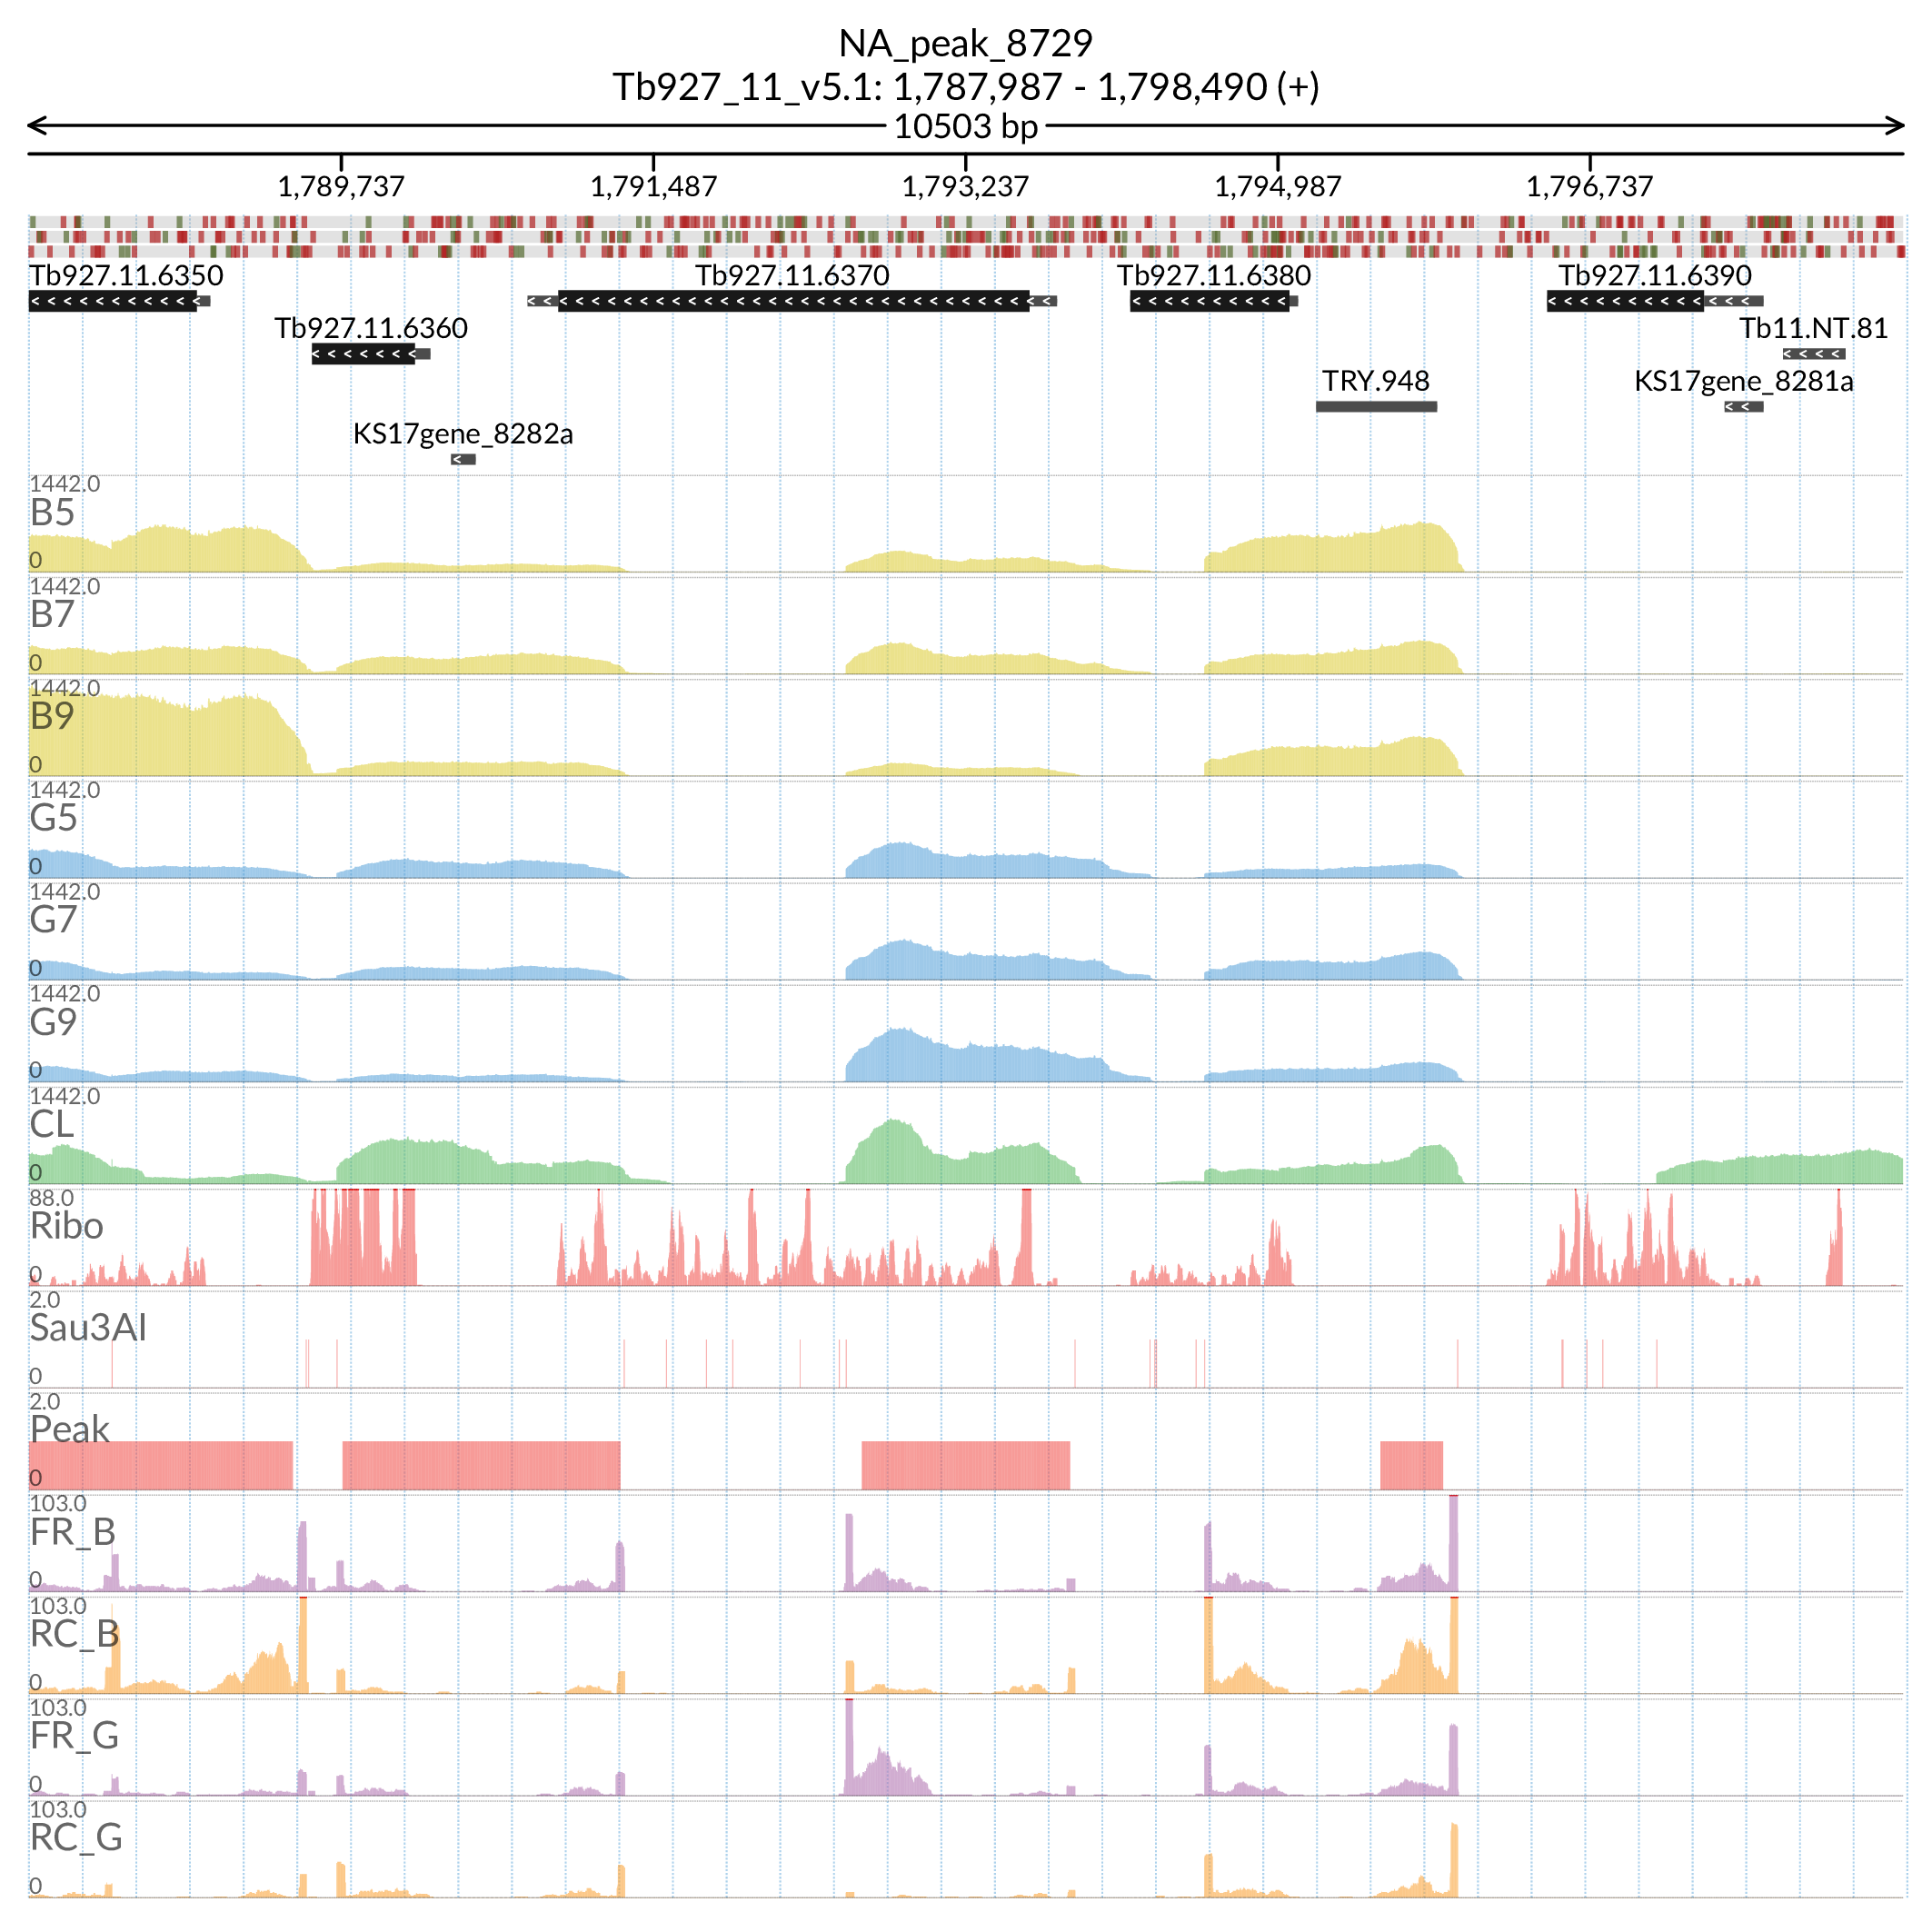 NA_peak_8729
Tb927_11_v5.1: 1,787,987 - 1,798,490 (+)
10503 bp
1,789,737 1,791,487 1,793,237 1,794,987 1,796,737
Tb927.11.6350 Tb927.11.6370 Tb927.11.6380 Tb927.11.6390
Tb927.11.6360 Tb11.NT.81
TRY.948 KS17gene_8281a
KS17gene_8282a
1442.0
B5
0
1442.0
B7
0
1442.0
B9
0
1442.0
G5
0
1442.0
G7
0
1442.0
G9
0
1442.0
CL
0
88.0
Ribo
0
2.0
Sau3AI
0
2.0
Peak
0
103.0
FR_B
0
103.0
RC_B
0
103.0
FR_G
0
103.0
RC_G
0